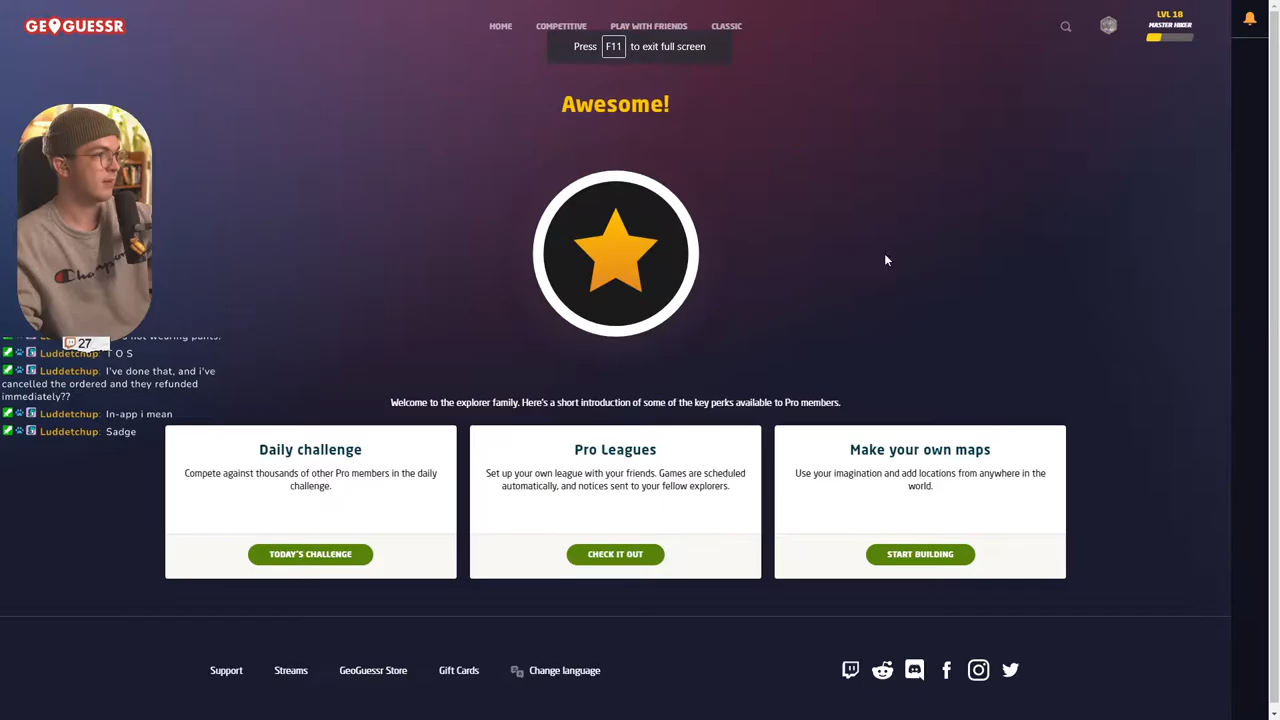 GEOGUESSR
HOME COMPETITIVE PLAY WITH FRIENDS CLASSIC
LVL 18
MASTER HIKER
Press F11 to exit full screen
Awesome!
Champion
not wearing pants.
27
Luddetchup: T O S
Luddetchup: I've done that, and i've
cancelled the ordered and they refunded
immediately??
Luddetchup: In-app i mean
Luddetchup: Sadge
Welcome to the explorer family. Here's a short introduction of some of the key perks available to Pro members.
Daily challenge
Compete against thousands of other Pro members in the daily
challenge.
TODAY'S CHALLENGE
Pro Leagues
Set up your own league with your friends. Games are scheduled
automatically, and notices sent to your fellow explorers.
CHECK IT OUT
Make your own maps
Use your imagination and add locations from anywhere in the
world.
START BUILDING
Support Streams GeoGuessr Store Gift Cards Change language